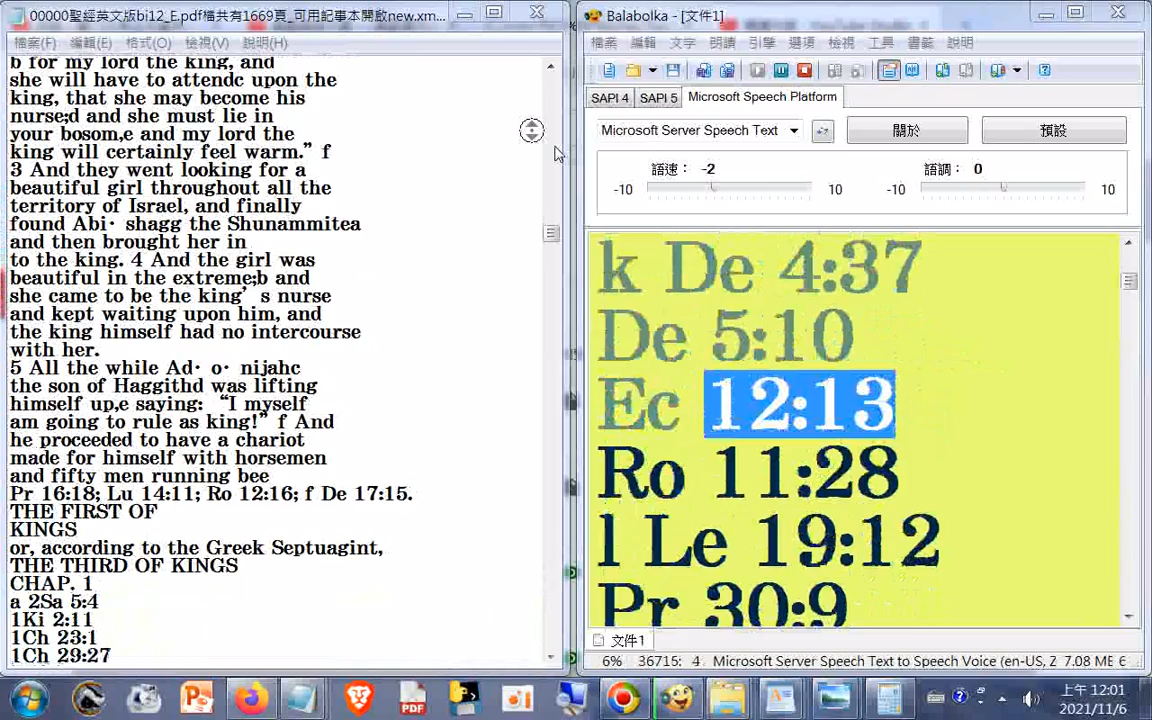 00000聖經英文版bi12_E.pdf檔共有1669頁_可用記事本開啟new.xm...
檔案(F) 編輯(E) 格式(O) 檢視(V) 說明(H)
b for my lord the king, and
she will have to attendc upon the
king, that she may become his
nurse;d and she must lie in
your bosom,e and my lord the
king will certainly feel warm.” f
3 And they went looking for a
beautiful girl throughout all the
territory of Israel, and finally
found Abi· shagg the Shunammitea
and then brought her in
to the king. 4 And the girl was
beautiful in the extreme;b and
she came to be the king’ s nurse
and kept waiting upon him, and
the king himself had no intercourse
with her.
5 All the while Ad· o· nijahc
the son of Haggithd was lifting
himself up,e saying: “I myself
am going to rule as king!” f And
he proceeded to have a chariot
made for himself with horsemen
and fifty men running bee
Pr 16:18; Lu 14:11; Ro 12:16; f De 17:15.
THE FIRST OF
KINGS
or, according to the Greek Septuagint,
THE THIRD OF KINGS
CHAP. 1
a 2Sa 5:4
1Ki 2:11
1Ch 23:1
1Ch 29:27
Balabolka - [文件1]
檔案 編輯 文字 朗讀 引擎 選項 檢視 工具 書籤 說明
SAPI 4 SAPI 5 Microsoft Speech Platform
Microsoft Server Speech Text 關於 預設
語速: -2 語調: 0
-10 10 -10 10
k De 4:37
De 5:10
Ec 12:13
Ro 11:28
l Le 19:12
Pr 30:9
文件1
6% 36715: 4 Microsoft Server Speech Text to Speech Voice (en-US, Z 7.08 MB 6
PDF
上午 12:01
2021/11/6